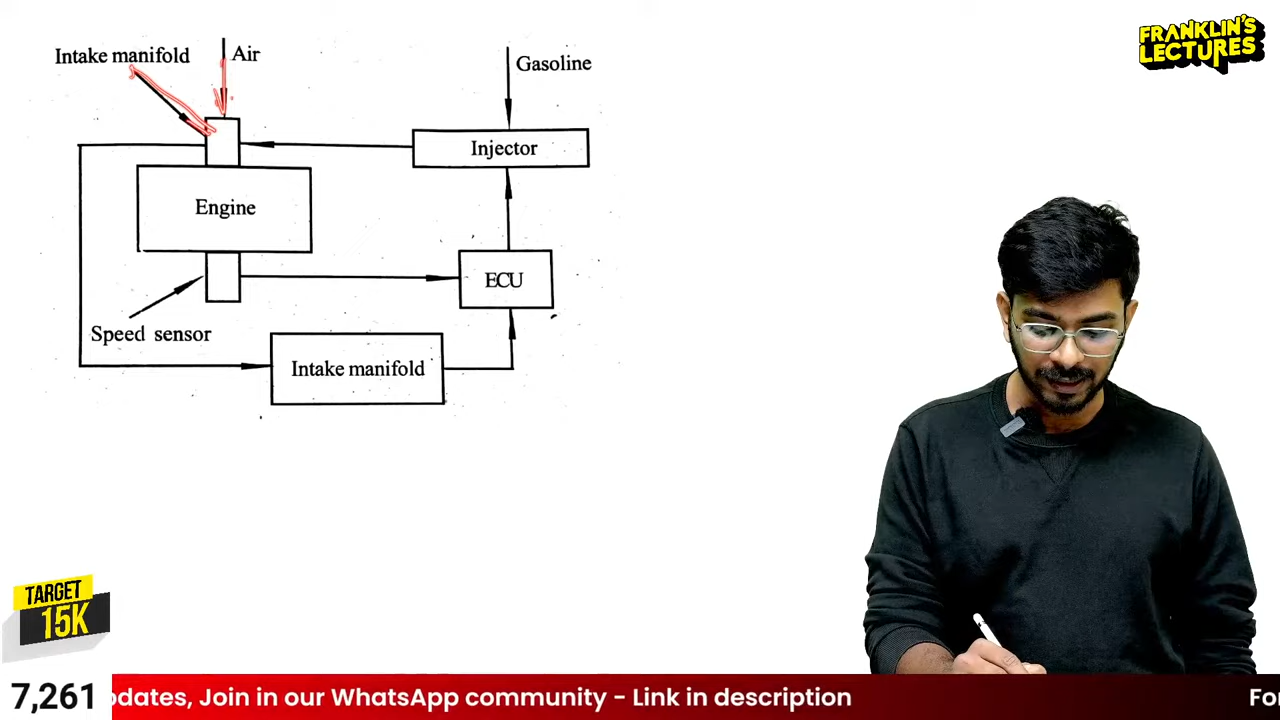 FRANKLIN'S
LECTURES
Intake manifold
Air
Gasoline
Injector
Engine
ECU
Speed sensor
Intake manifold
TARGET
15K
7,261
pdates, Join in our WhatsApp community - Link in description
Fo